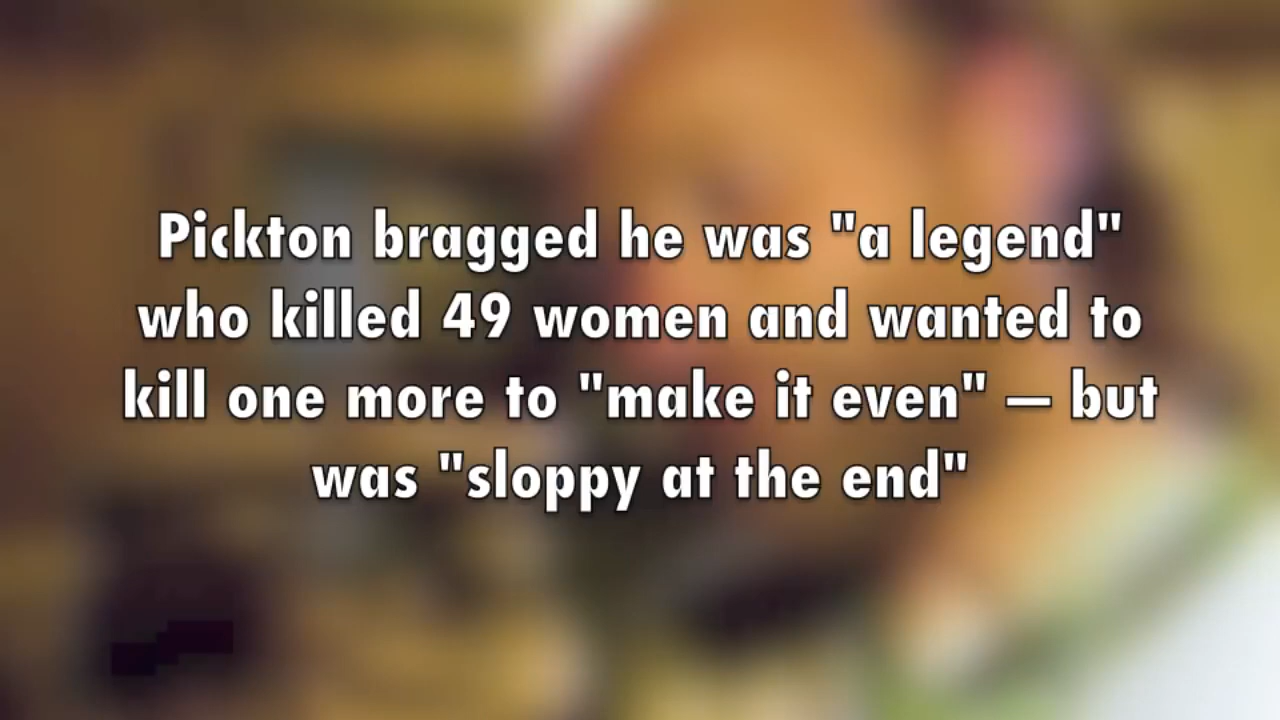 Pickton bragged he was "a legend"
who killed 49 women and wanted to
kill one more to "make it even" — but
was "sloppy at the end"